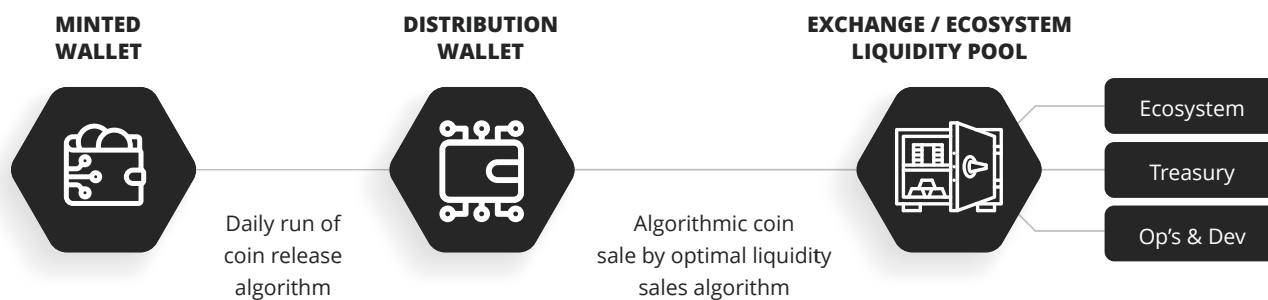 MINTED
WALLET
DISTRIBUTION
WALLET
EXCHANGE / ECOSYSTEM
LIQUIDITY POOL
Ecosystem
Treasury
Op's & Dev
Daily run of
coin release
algorithm
Algorithmic coin
sale by optimal liquidity
sales algorithm